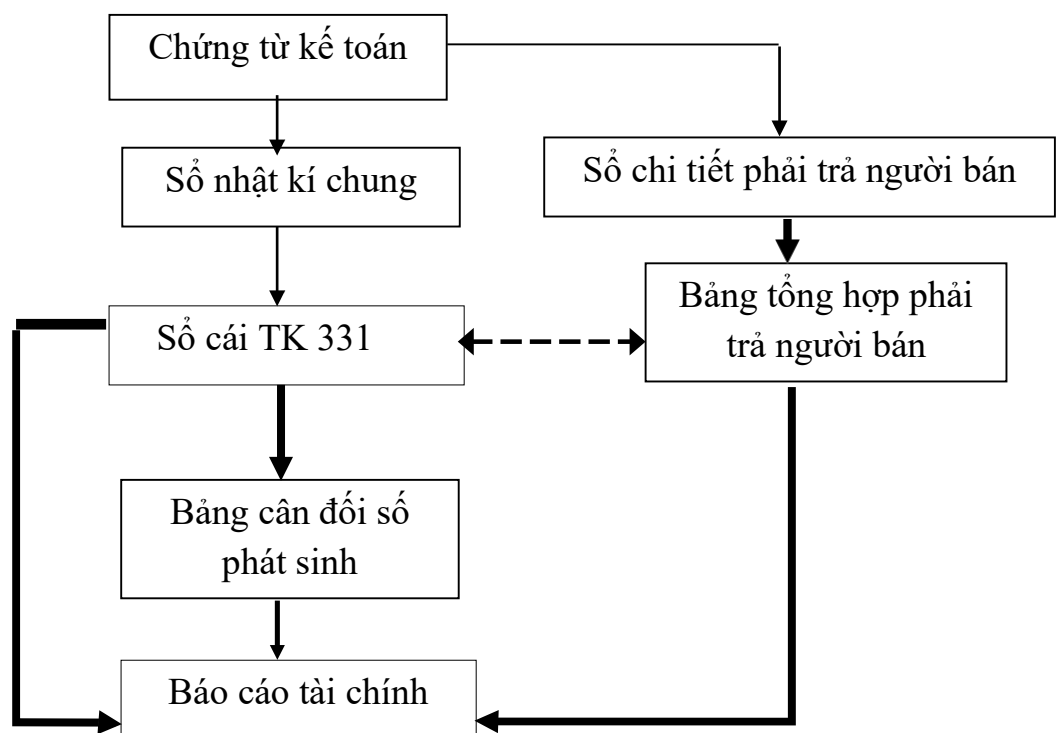 Chứng từ kế toán
Sổ nhật kí chung
Sổ chi tiết phải trả người bán
Sổ cái TK 331
Bảng tổng hợp phải
trả người bán
Bảng cân đối số
phát sinh
Báo cáo tài chính